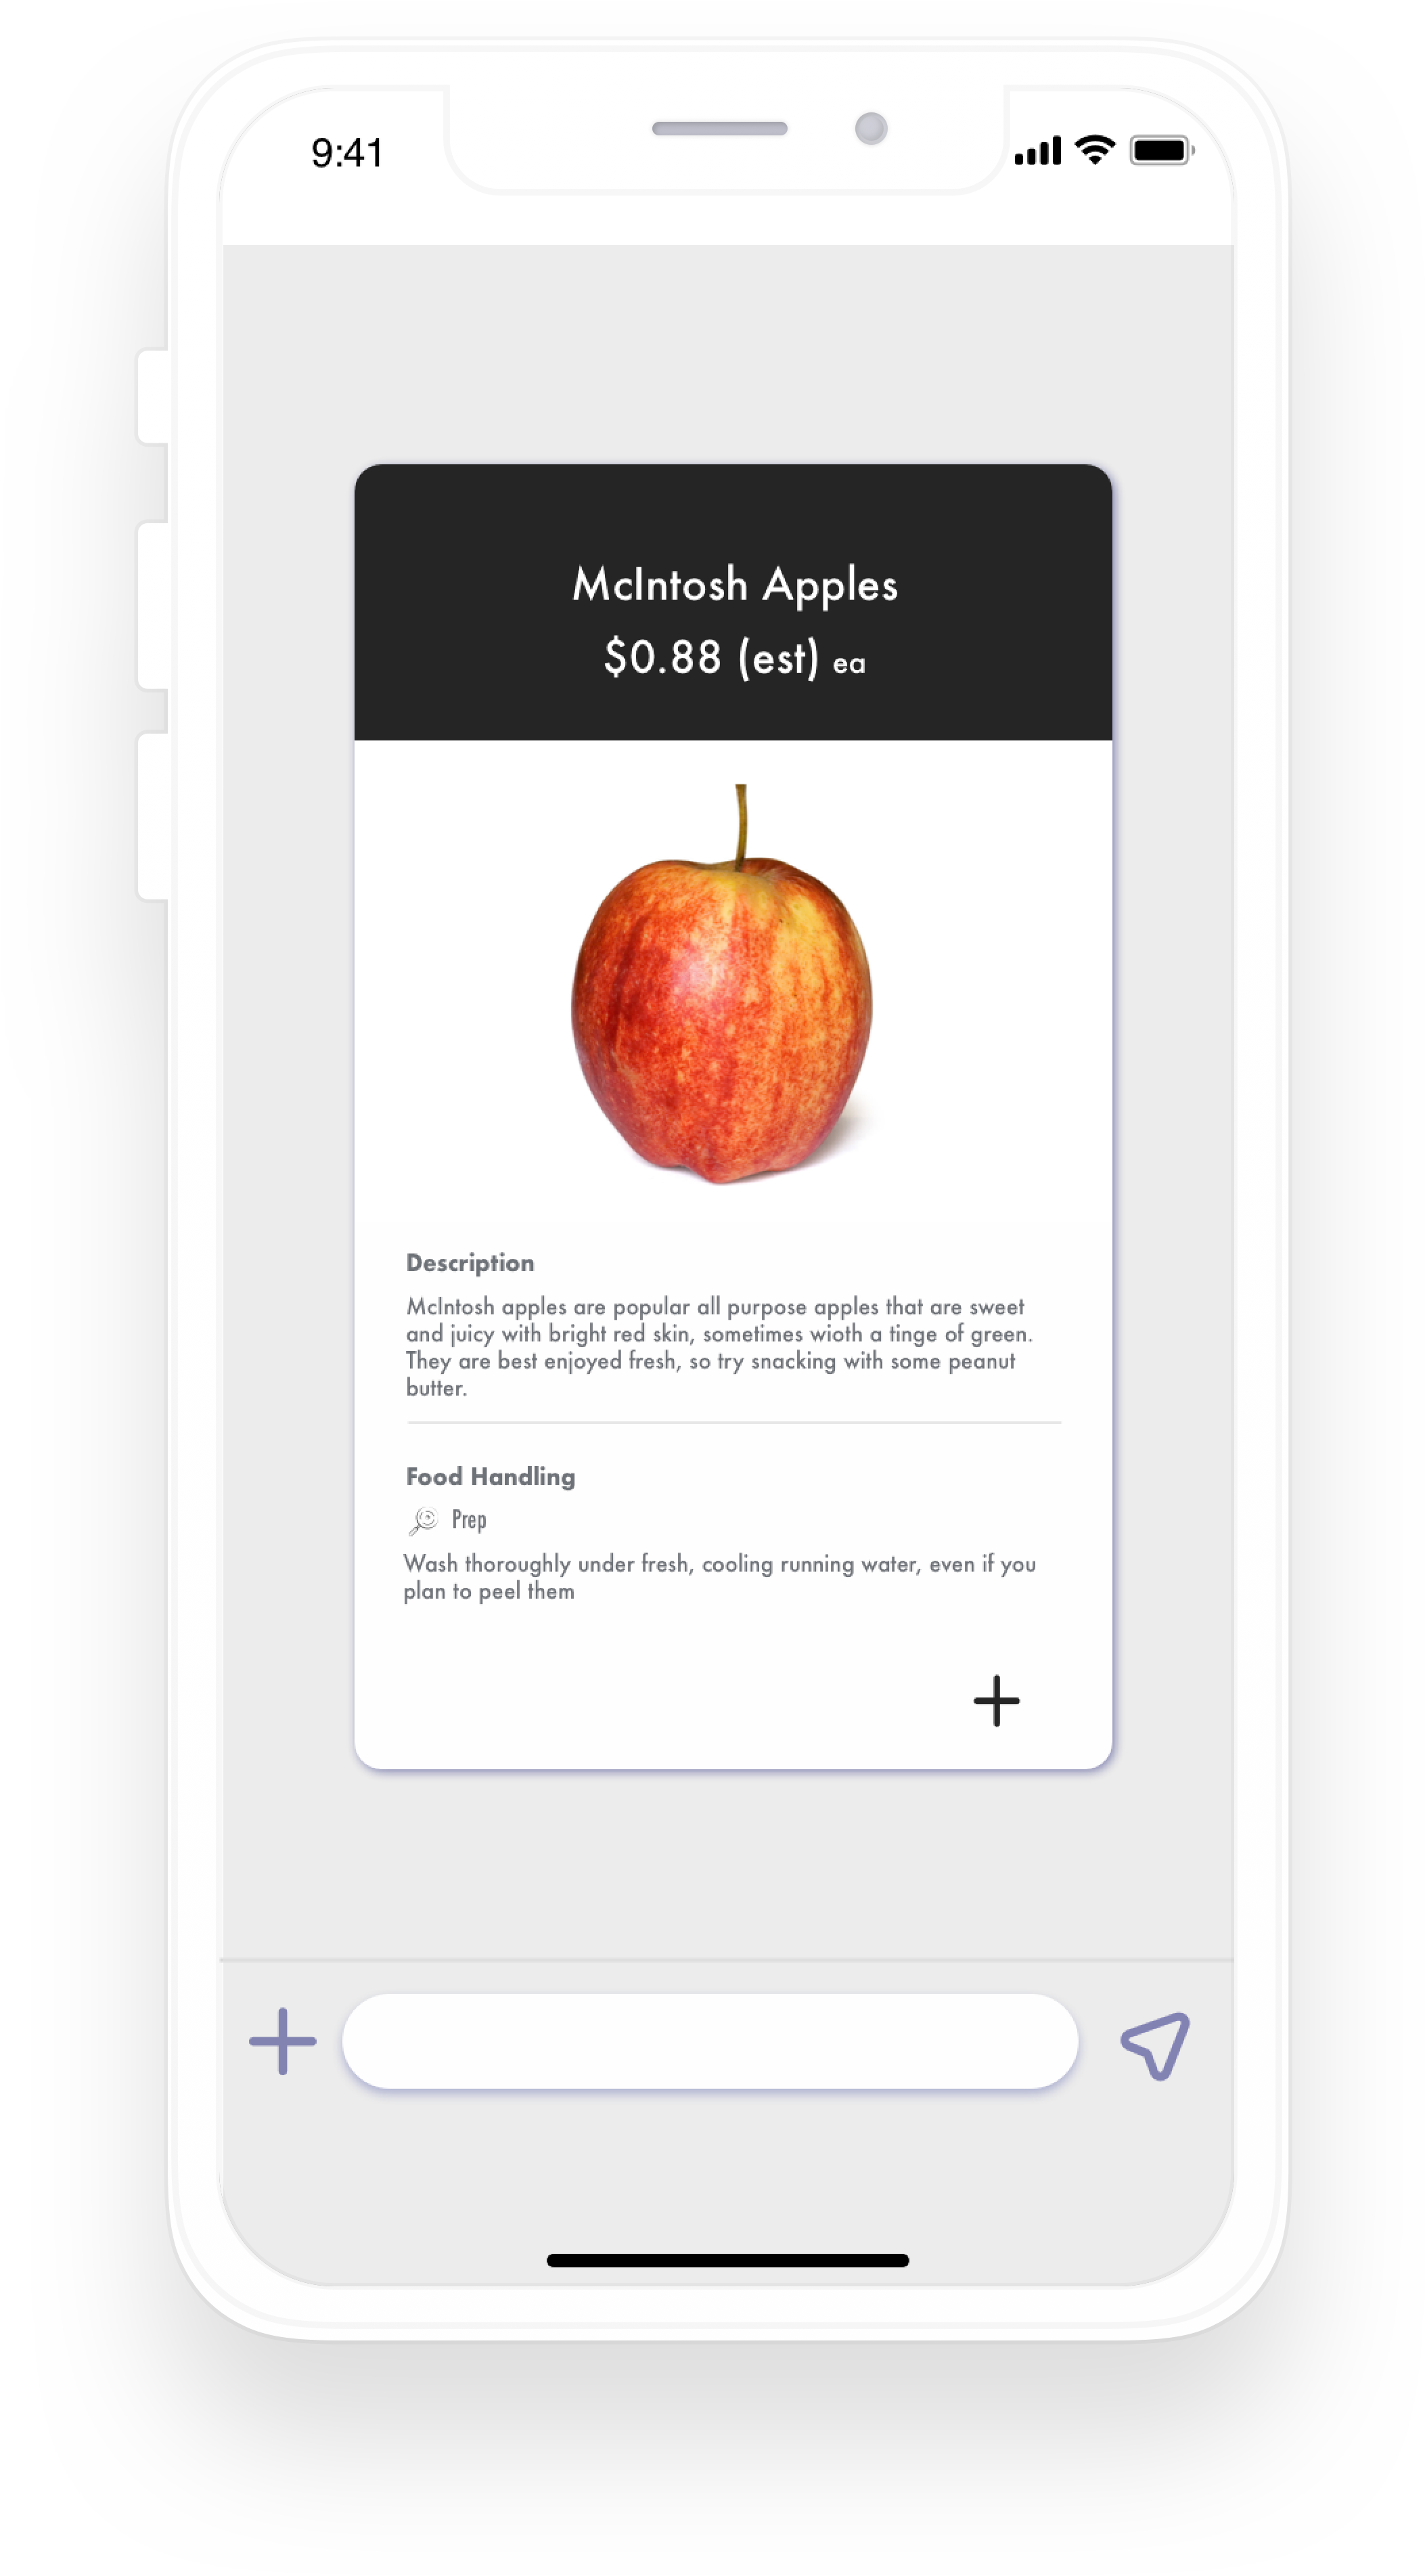 9:41
McIntosh Apples
$0.88 (est) ea
Description
McIntosh apples are popular all purpose apples that are sweet
and juicy with bright red skin, sometimes wioth a tinge of green.
They are best enjoyed fresh, so try snacking with some peanut
butter.
Food Handling
Prep
Wash thoroughly under fresh, cooling running water, even if you
plan to peel them